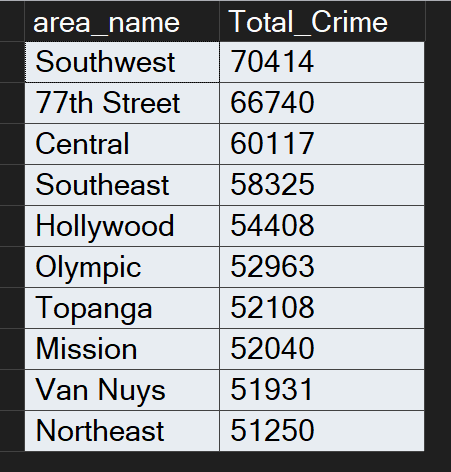 area_name Total_Crime
Southwest 70414
77th Street 66740
Central 60117
Southeast 58325
Hollywood 54408
Olympic 52963
Topanga 52108
Mission 52040
Van Nuys 51931
Northeast 51250